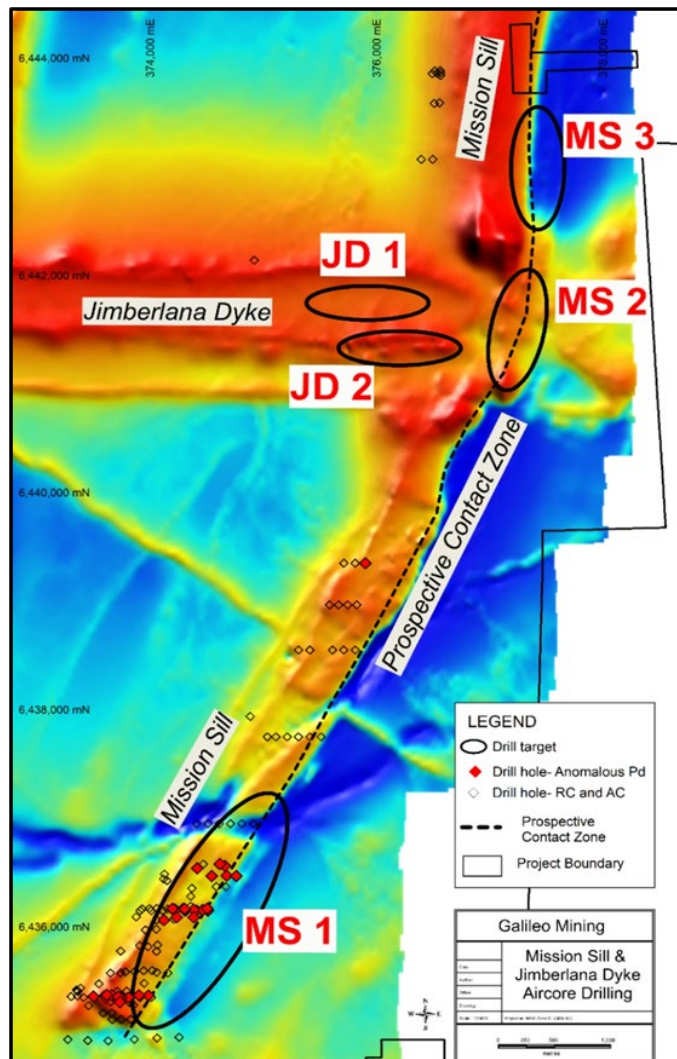 374,000 mE
376,000 mE
378,000 mE
6,444,000 mN
Mission Sill
MS 3
6,442,000 mN
JD 1
Jimberlana Dyke
MS 2
JD 2
6,440,000 mN
Prospective Contact Zone
6,438,000 mN
Mission Sill
LEGEND
Drill target
Drill hole- Anomalous Pd
Drill hole- RC and AC
Prospective
Contact Zone
Project Boundary
6,436,000 mN
MS 1
Galileo Mining
Mission Sill &
Jimberlana Dyke
Aircore Drilling
N
W
E
S